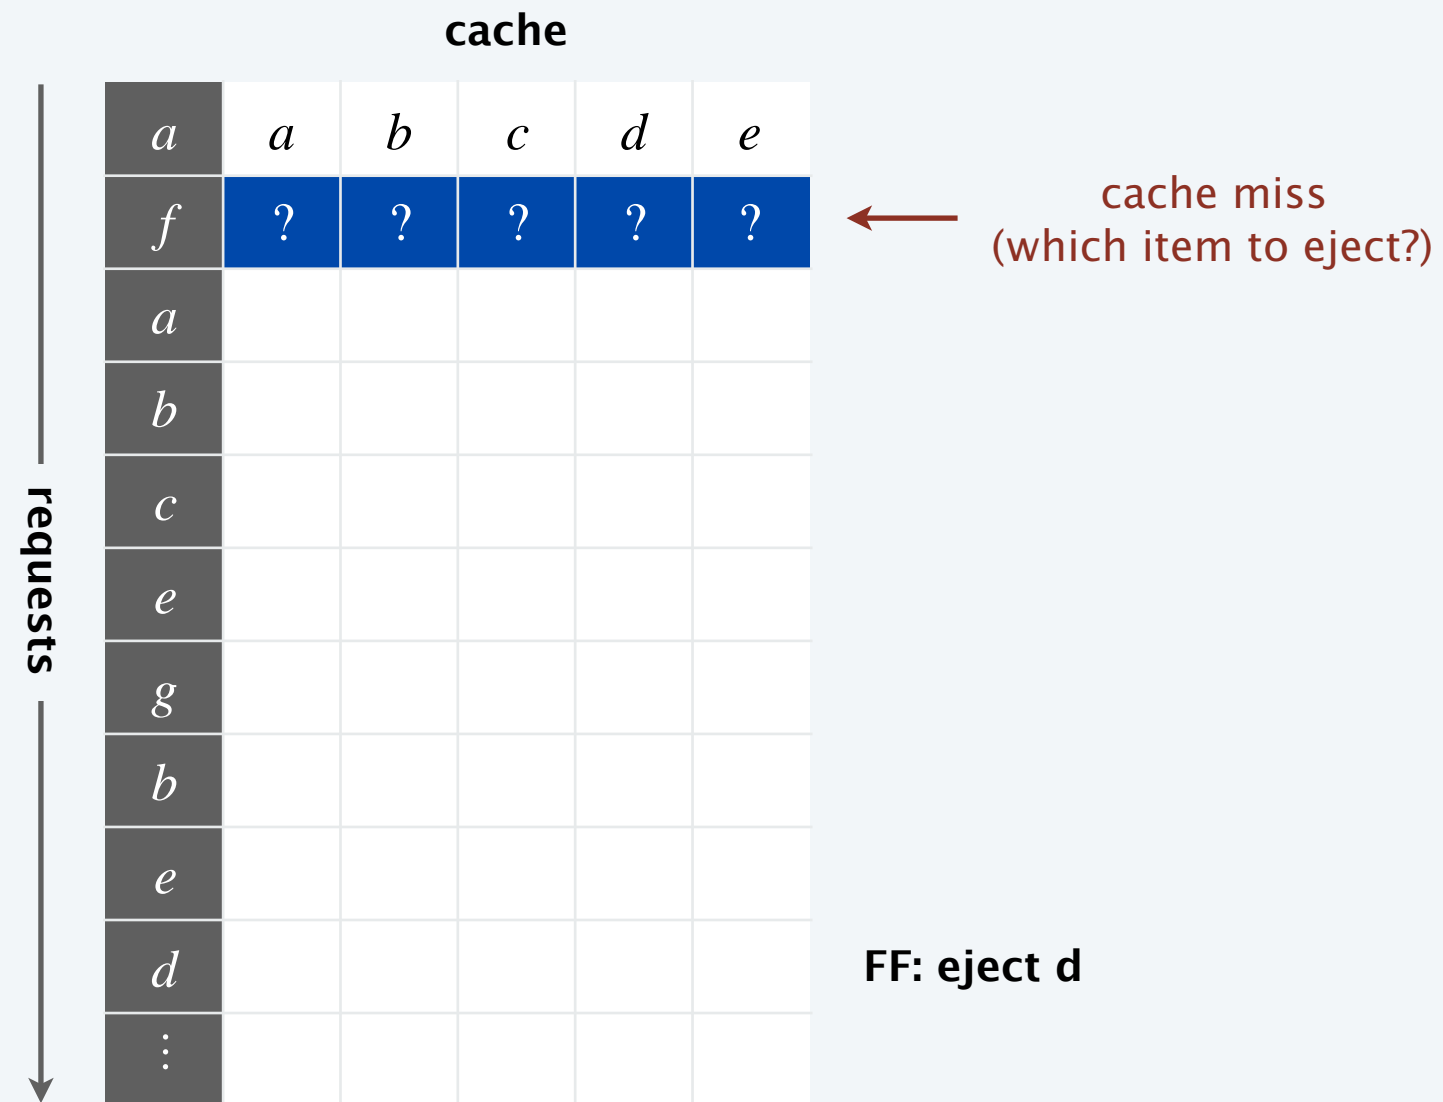 cache
a a b c d e
f ? ? ? ? ?
cache miss
(which item to eject?)
a
b
c
e
g
b
e
d
FF: eject d
⋮
requests